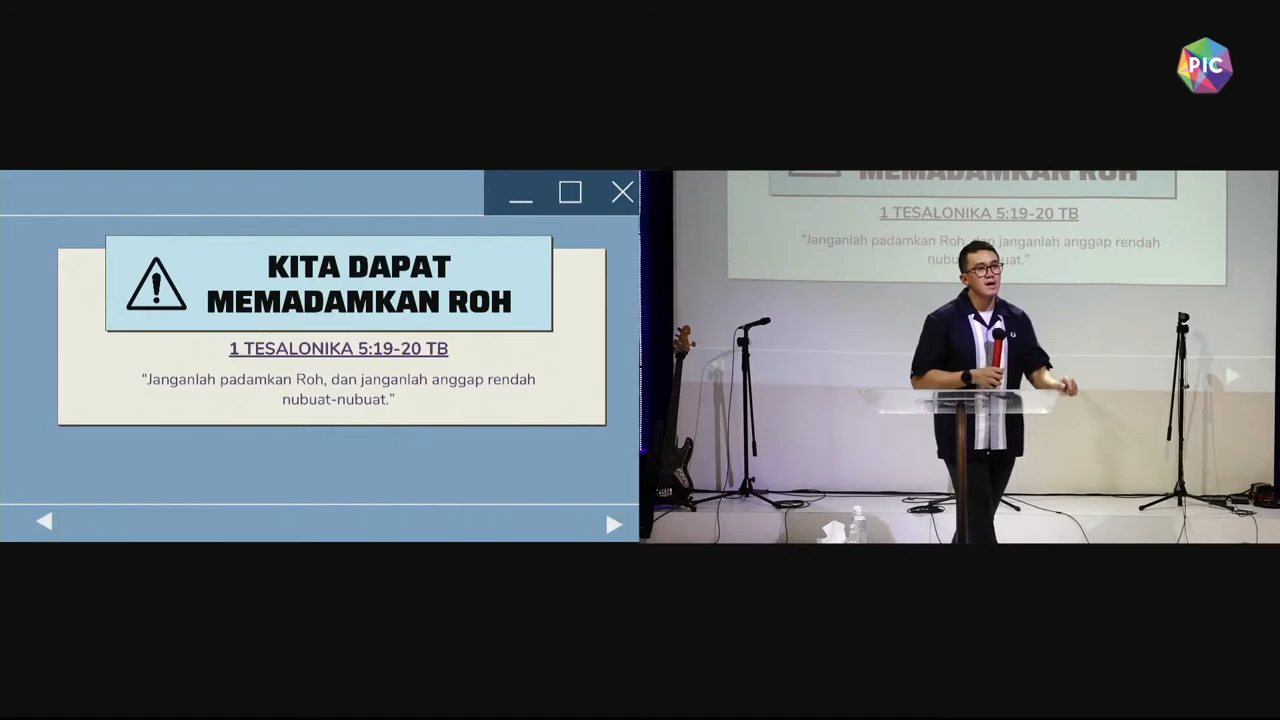 PIC
KITA DAPAT
MEMADAMKAN ROH
1 TESALONIKA 5:19-20 TB
“Janganlah padamkan Roh, dan janganlah anggap rendah
nubuat-nubuat.”
MEMADAMKAN ROH
1 TESALONIKA 5:19-20 TB
“Janganlah padamkan Roh, dan janganlah anggap rendah